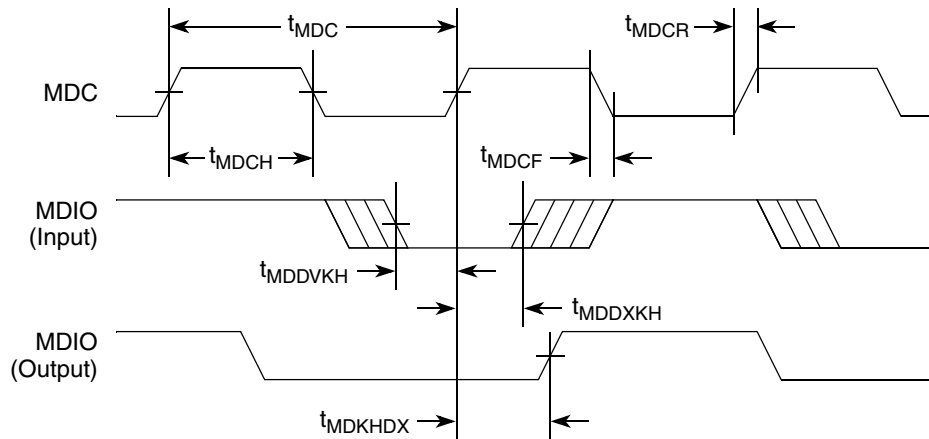 tMDC
tMDCR
MDC
tMDCH
tMDCF
MDIO
(Input)
tMDDVKH
tMDDXKH
MDIO
(Output)
tMDKHDX